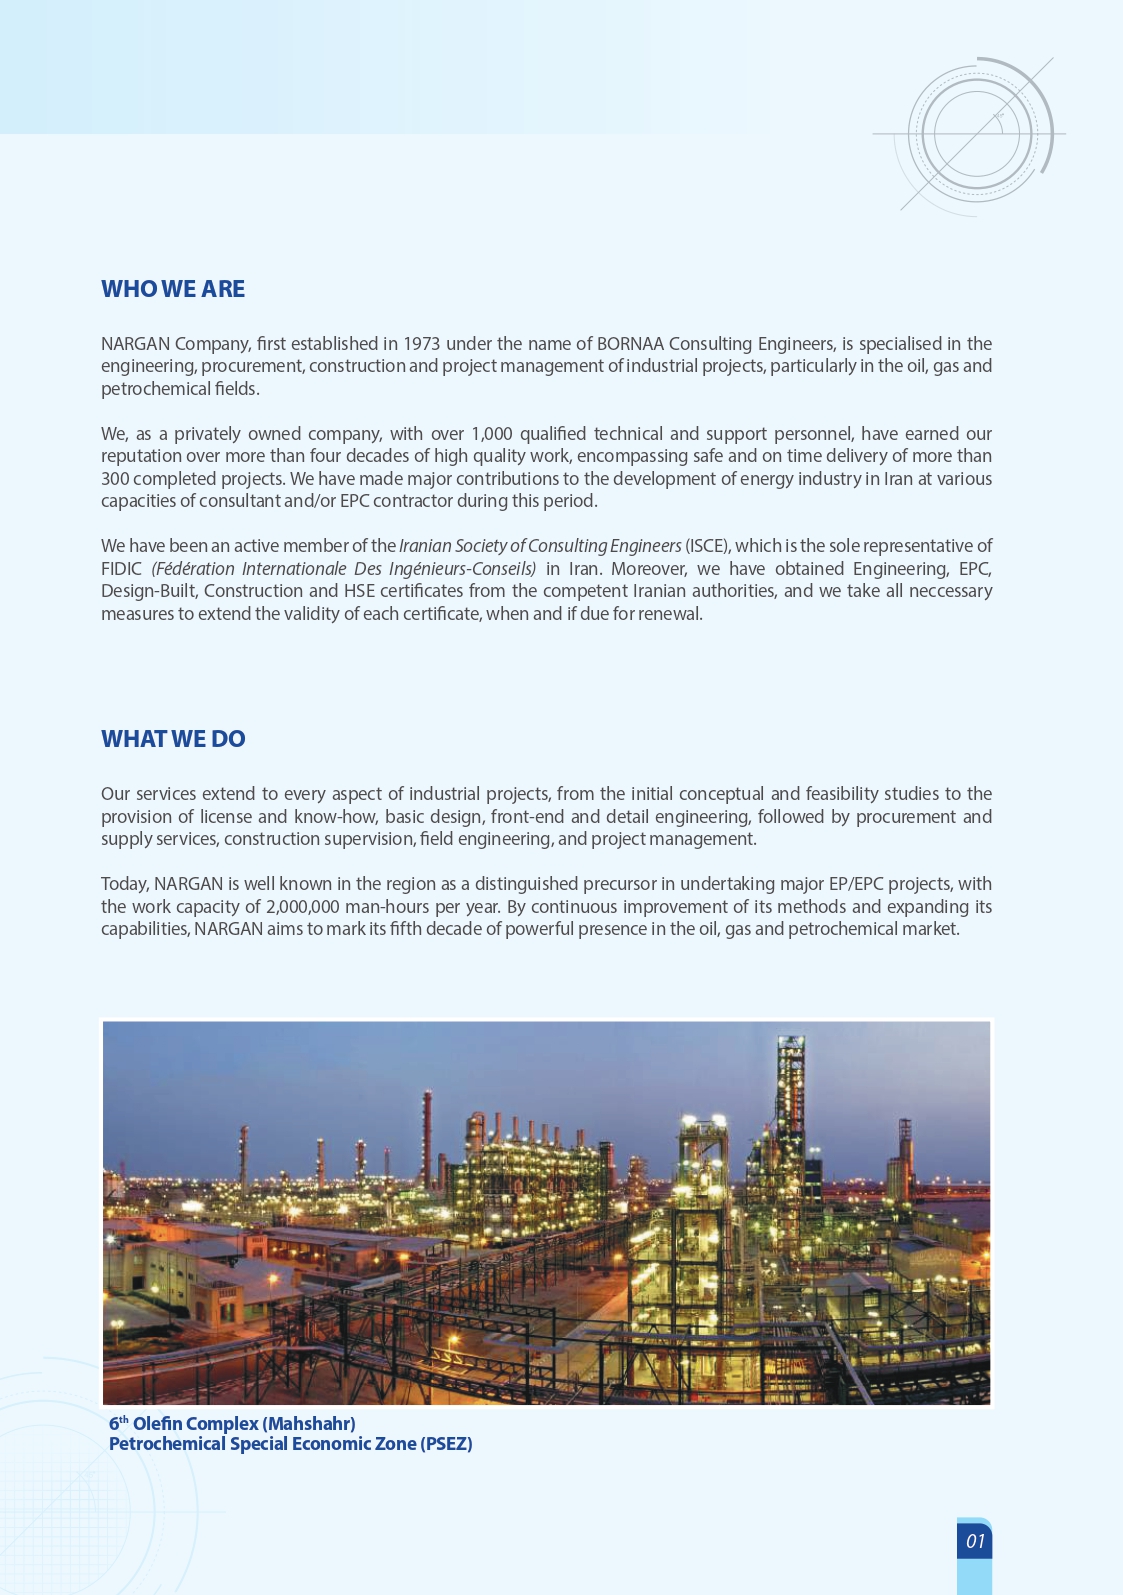 WHO WE ARE
NARGAN Company, first established in 1973 under the name of BORNAA Consulting Engineers, is specialised in the
engineering, procurement, construction and project management of industrial projects, particularly in the oil, gas and
petrochemical fields.
We, as a privately owned company, with over 1,000 qualified technical and support personnel, have earned our
reputation over more than four decades of high quality work, encompassing safe and on time delivery of more than
300 completed projects. We have made major contributions to the development of energy industry in Iran at various
capacities of consultant and/or EPC contractor during this period.
We have been an active member of the Iranian Society of Consulting Engineers (ISCE), which is the sole representative of
FIDIC (Fédération Internationale Des Ingénieurs-Conseils) in Iran. Moreover, we have obtained Engineering, EPC,
Design-Built, Construction and HSE certificates from the competent Iranian authorities, and we take all neccessary
measures to extend the validity of each certificate, when and if due for renewal.
WHAT WE DO
Our services extend to every aspect of industrial projects, from the initial conceptual and feasibility studies to the
provision of license and know-how, basic design, front-end and detail engineering, followed by procurement and
supply services, construction supervision, field engineering, and project management.
Today, NARGAN is well known in the region as a distinguished precursor in undertaking major EP/EPC projects, with
the work capacity of 2,000,000 man-hours per year. By continuous improvement of its methods and expanding its
capabilities, NARGAN aims to mark its fifth decade of powerful presence in the oil, gas and petrochemical market.
6th Olefin Complex (Mahshahr)
Petrochemical Special Economic Zone (PSEZ)
01